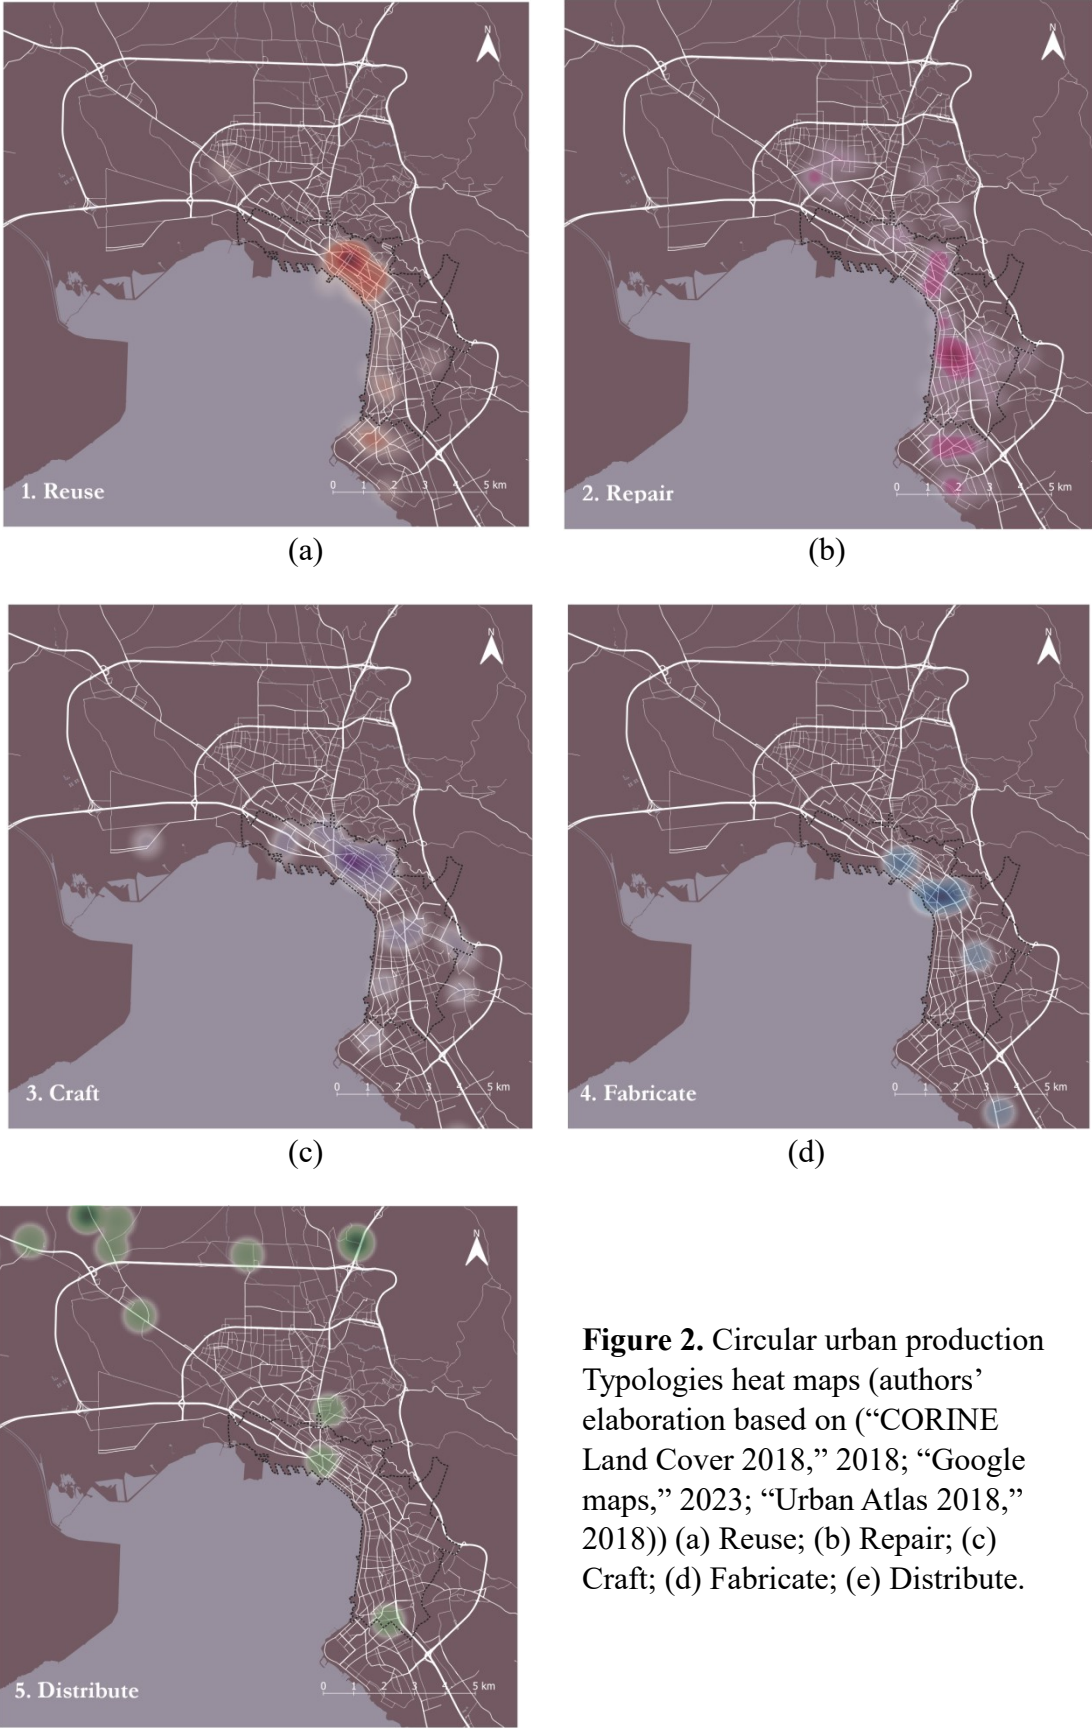 N
N
1. Reuse
0 1 2 3 4 5 km
2. Repair
0 1 2 3 5 km
(a)
(b)
N
N
3. Craft
0 1 2 3 4 5 km
4. Fabricate
0 1 2 3 4 5 km
(c)
(d)
N
5. Distribute
0 1 2 3 4 5 km
Figure 2. Circular urban production
Typologies heat maps (authors’
elaboration based on (“CORINE
Land Cover 2018,” 2018; “Google
maps,” 2023; “Urban Atlas 2018,”
2018)) (a) Reuse; (b) Repair; (c)
Craft; (d) Fabricate; (e) Distribute.